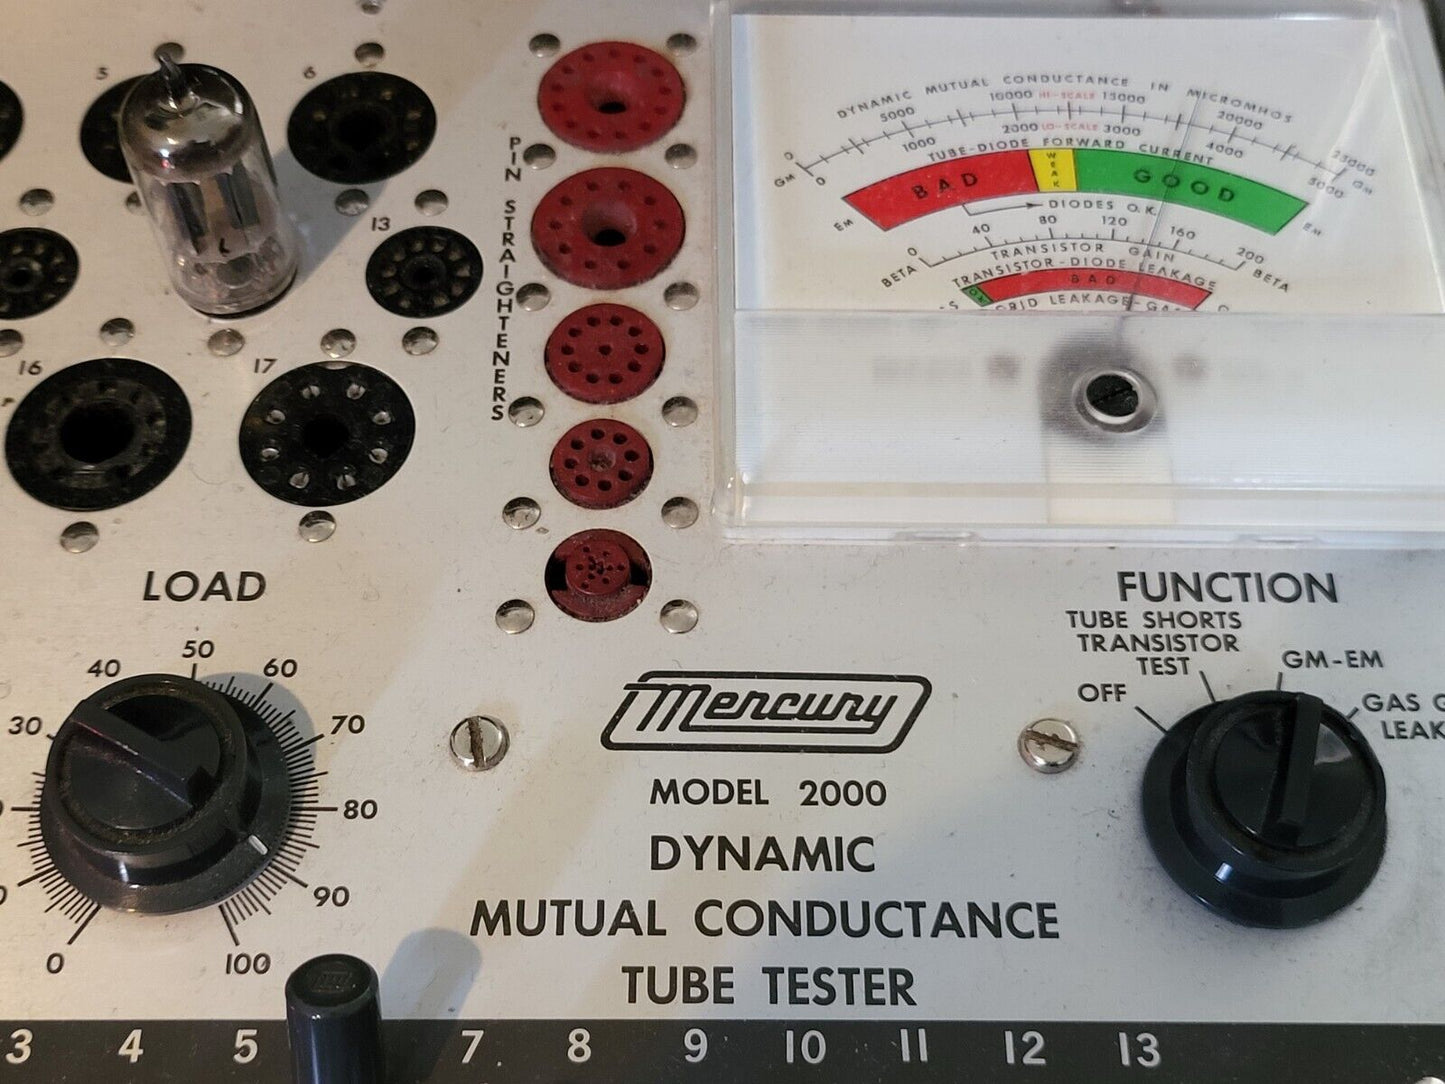 5
6
13
16
17
PIN STRAIGHTENERS
DYNAMIC MUTUAL CONDUCTANCE IN MICROMHOS
0 5000 10000 HI-SCALE 15000 20000 25000
GM GM
0 1000 2000 LO-SCALE 3000 4000 5000
TUBE-DIODE FORWARD CURRENT
BAD WEAK GOOD
EM EM
DIODES O.K.
0 40 80 120 160 200
BETA TRANSISTOR GAIN BETA
TRANSISTOR-DIODE LEAKAGE
BAD
LEAKAGE-
LOAD
0 30 40 50 60 70 80 90 100
Mercury
MODEL 2000
DYNAMIC
MUTUAL CONDUCTANCE
TUBE TESTER
FUNCTION
TUBE SHORTS
TRANSISTOR
TEST
GM-EM
OFF
GAS
LEAK
3 4 5 7 8 9 10 11 12 13